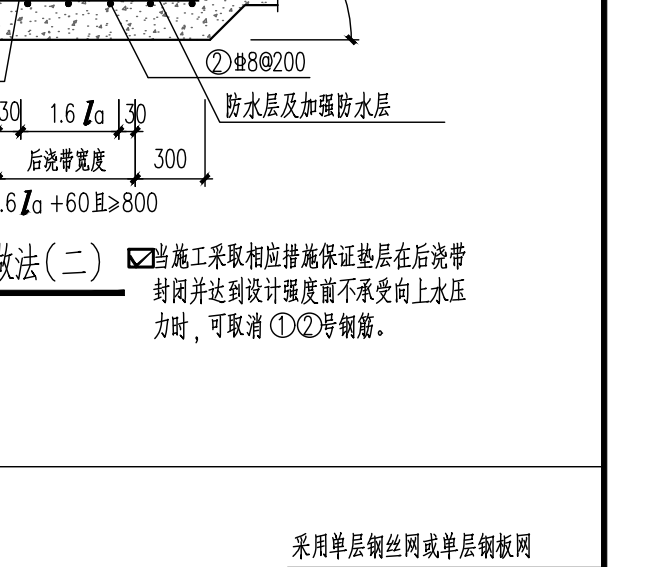 ②⌀8@200
防水层及加强防水层
30 1.6 la 30
后浇带宽度 300
.6 la +60且≥800
做法(二)
☑当施工采取相应措施保证垫层在后浇带
封闭并达到设计强度前不承受向上水压
力时，可取消①②号钢筋。
采用单层钢丝网或单层钢板网